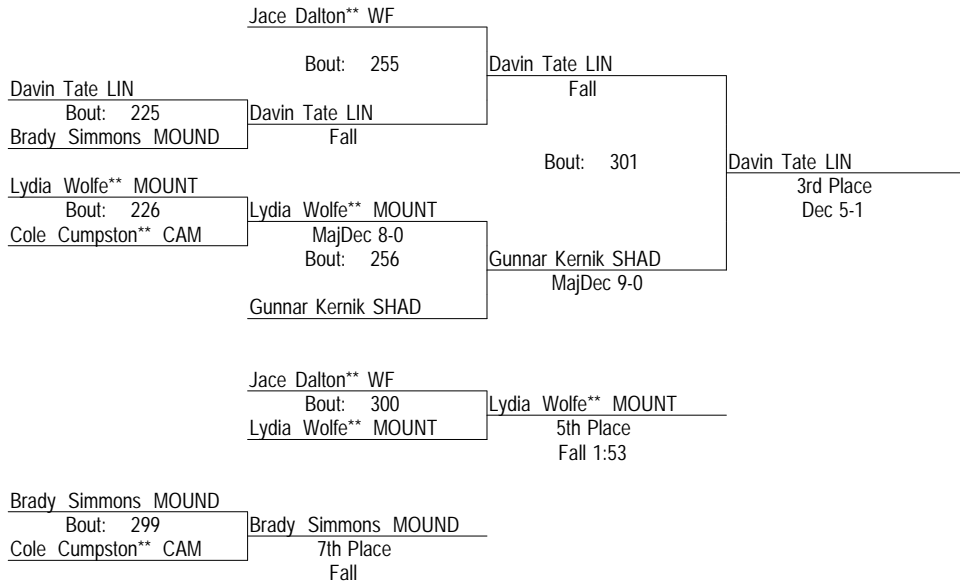 Jace Dalton** WF
Bout: 255
Davin Tate LIN
Fall
Davin Tate LIN
Bout: 225
Brady Simmons MOUND
Davin Tate LIN
Fall
Bout: 301
Davin Tate LIN
3rd Place
Dec 5-1
Lydia Wolfe** MOUNT
Bout: 226
Cole Cumpston** CAM
Lydia Wolfe** MOUNT
MajDec 8-0
Bout: 256
Gunnar Kernik SHAD
MajDec 9-0
Gunnar Kernik SHAD
Jace Dalton** WF
Bout: 300
Lydia Wolfe** MOUNT
Lydia Wolfe** MOUNT
5th Place
Fall 1:53
Brady Simmons MOUND
Bout: 299
Cole Cumpston** CAM
Brady Simmons MOUND
7th Place
Fall